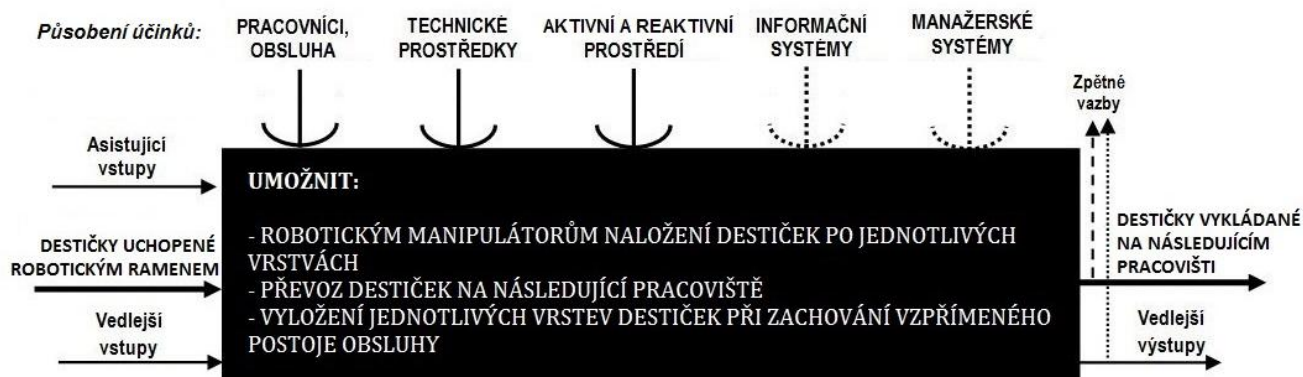 Působení účinků:
PRACOVNÍCI,
OBSLUHA
TECHNICKÉ
PROSTŘEDKY
AKTIVNÍ A REAKTIVNÍ
PROSTŘEDÍ
INFORMAČNÍ
SYSTÉMY
MANAŽERSKÉ
SYSTÉMY
Zpětné
vazby
Asistující
vstupy
DESTIČKY UCHOPENÉ
ROBOTICKÝM RAMENEM
Vedlejší
vstupy
UMOŽNIT:
- ROBOTICKÝM MANIPULÁTORŮM NALOŽENÍ DESTIČEK PO JEDNOTLIVÝCH
VRSTVÁCH
- PŘEVOZ DESTIČEK NA NÁSLEDUJÍCÍ PRACOVIŠTĚ
- VYLOŽENÍ JEDNOTLIVÝCH VRSTEV DESTIČEK PŘI ZACHOVÁNÍ VZPŘÍMENÉHO
POSTOJE OBSLUHY
DESTIČKY VYKLÁDANÉ
NA NÁSLEDUJÍCÍM
PRACOVIŠTI
Vedlejší
výstupy